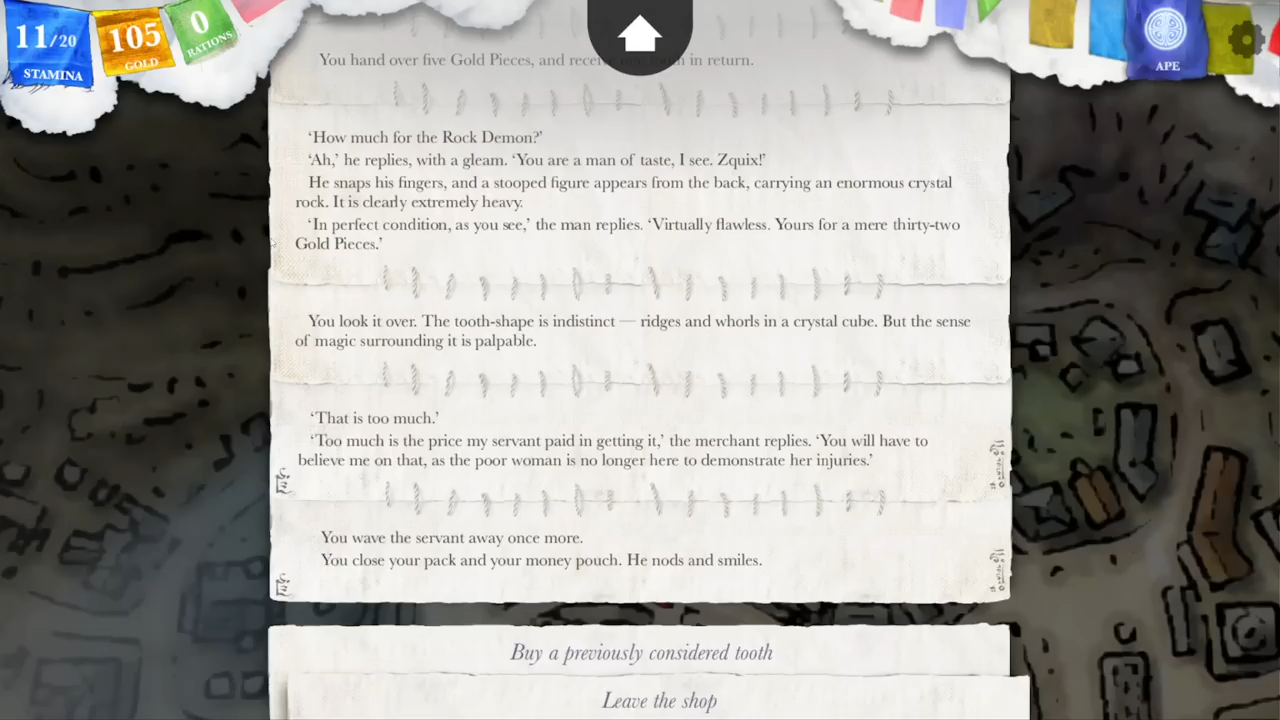 11/20
STAMINA
105
GOLD
0
RATIONS
APE
You hand over five Gold Pieces, and in return.
‘How much for the Rock Demon?’
‘Ah,’ he replies, with a gleam. ‘You are a man of taste, I see. Zquix!’
He snaps his fingers, and a stooped figure appears from the back, carrying an enormous crystal
rock. It is clearly extremely heavy.
‘In perfect condition, as you see,’ the man replies. ‘Virtually flawless. Yours for a mere thirty-two
Gold Pieces.’
You look it over. The tooth-shape is indistinct — ridges and whorls in a crystal cube. But the sense
of magic surrounding it is palpable.
‘That is too much.’
‘Too much is the price my servant paid in getting it,’ the merchant replies. ‘You will have to
believe me on that, as the poor woman is no longer here to demonstrate her injuries.’
You wave the servant away once more.
You close your pack and your money pouch. He nods and smiles.
Buy a previously considered tooth
Leave the shop